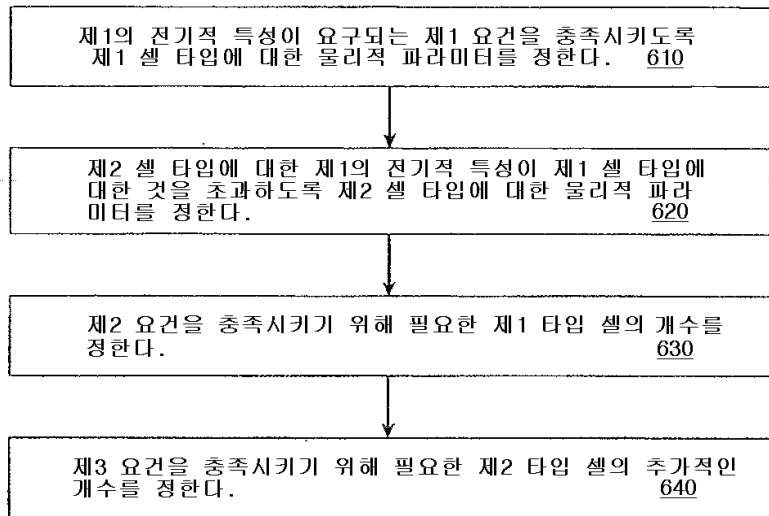 제1의 전기적 특성이 요구되는 제1 요건을 충족시키도록
제1 셀 타입에 대한 물리적 파라미터를 정한다. 610
제2 셀 타입에 대한 제1의 전기적 특성이 제1 셀 타입에
대한 것을 초과하도록 제2 셀 타입에 대한 물리적 파라
미터를 정한다. 620
제2 요건을 충족시키기 위해 필요한 제1 타입 셀의 개수를
정한다. 630
제3 요건을 충족시키기 위해 필요한 제2 타입 셀의 추가적인
개수를 정한다. 640